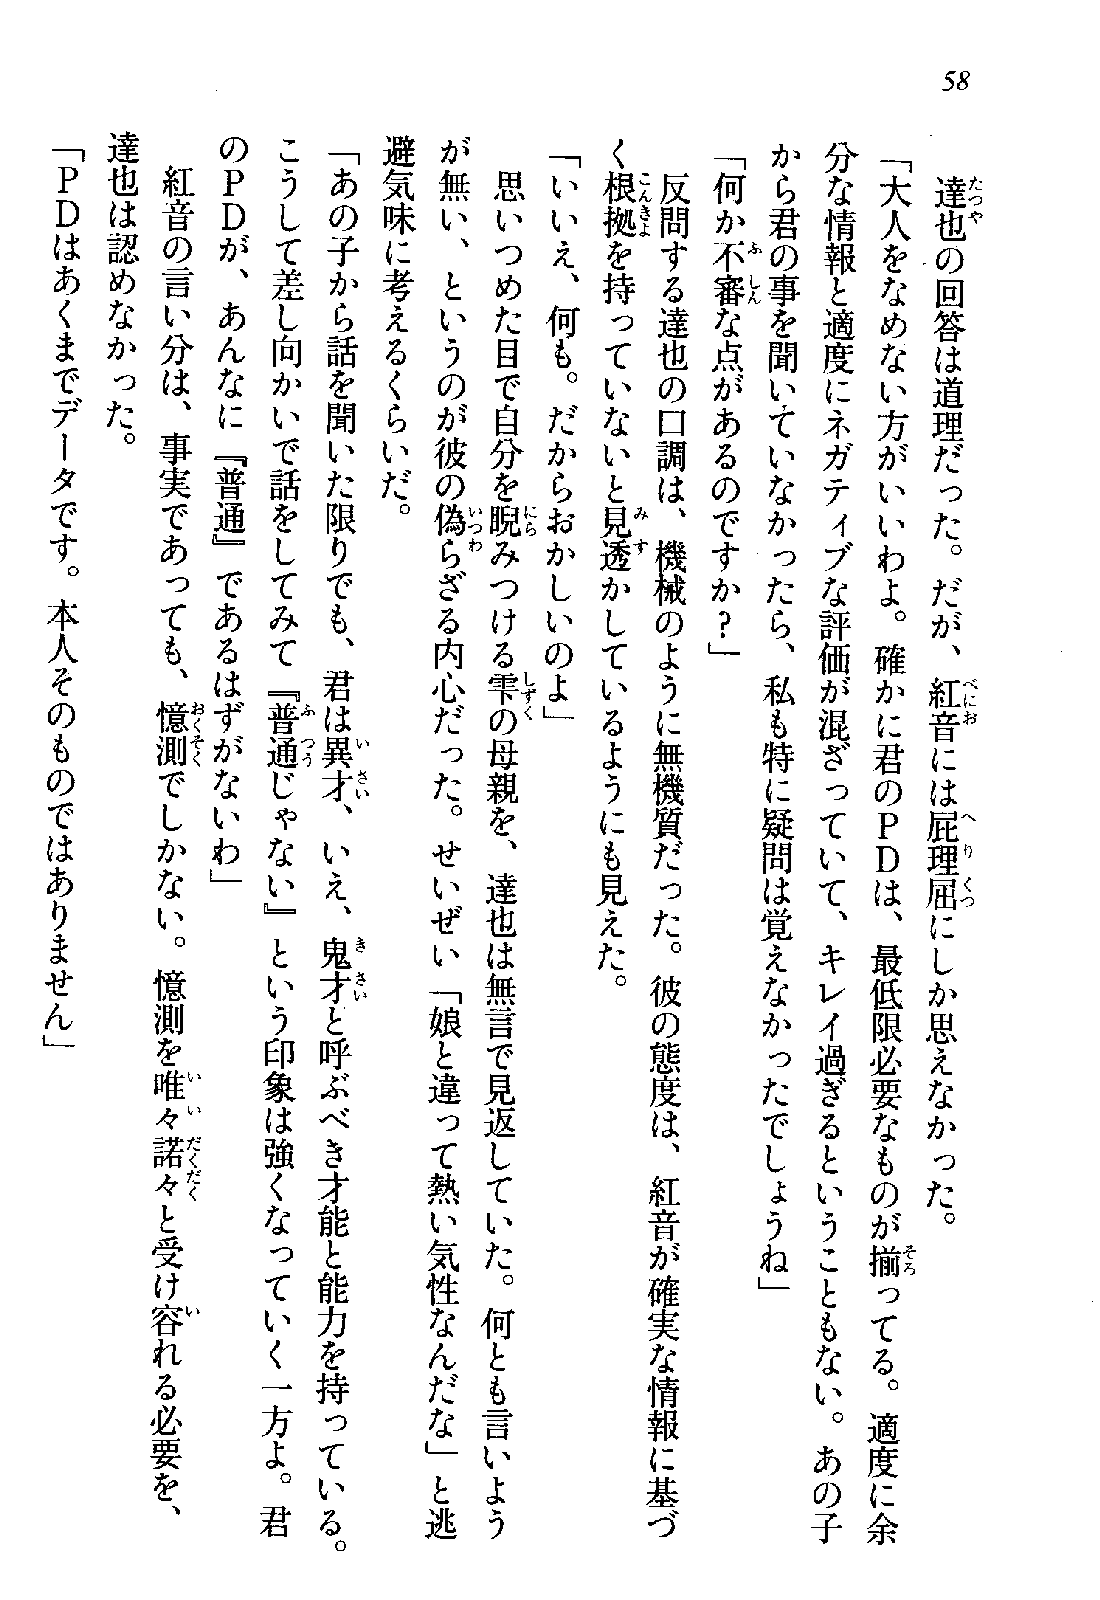 58
達也の回答は道理だった。だが、紅音には屁理屈にしか思えなかった。
「大人をなめない方がいいわよ。確かに君のＰＤは、最低限必要なものが揃ってる。適度に余
分な情報と適度にネガティブな評価が混ざっていて、キレイ過ぎるということもない。あの子
から君の事を聞いていなかったら、私も特に疑問は覚えなかったでしょうね」
「何か不審な点があるのですか？」
反問する達也の口調は、機械のように無機質だった。彼の態度は、紅音が確実な情報に基づ
く根拠を持っていないと見透かしているようにも見えた。
「いいえ、何も。だからおかしいのよ」
思いつめた目で自分を睨みつける雫の母親を、達也は無言で見返していた。何とも言いよう
が無い、というのが彼の偽らざる内心だった。せいぜい「娘と違って熱い気性なんだな」と逃
避気味に考えるくらいだ。
「あの子から話を聞いた限りでも、君は異才、いえ、鬼才と呼ぶべき才能と能力を持っている。
こうして差し向かいで話をしてみて『普通じゃない』という印象は強くなっていく一方よ。君
のＰＤが、あんなに『普通』であるはずがないわ」
紅音の言い分は、事実であっても、憶測でしかない。憶測を唯々諾々と受け容れる必要を、
達也は認めなかった。
「ＰＤはあくまでデータです。本人そのものではありません」